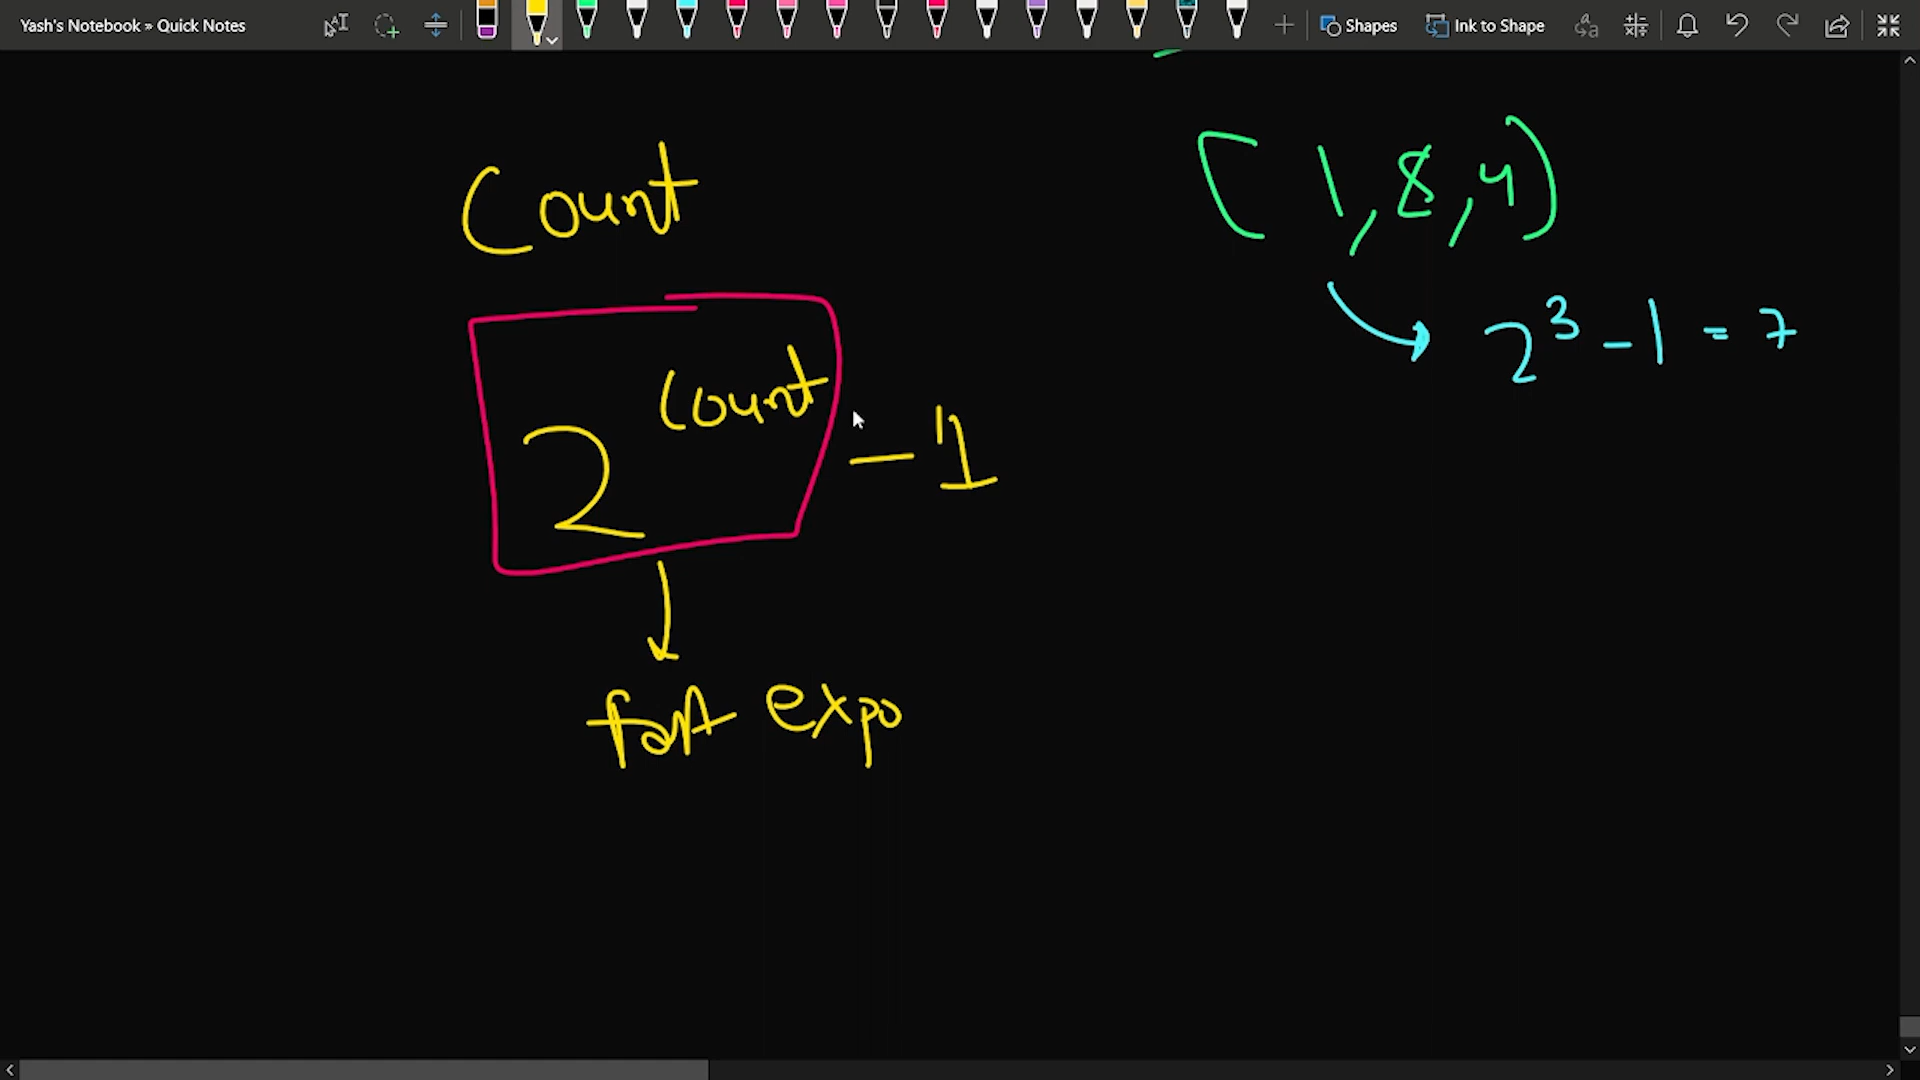 Yash's Notebook » Quick Notes
Shapes
Ink to Shape
Count
2^count - 1
fast expo
[ 1, 8, 4 )
2^3 - 1 = 7